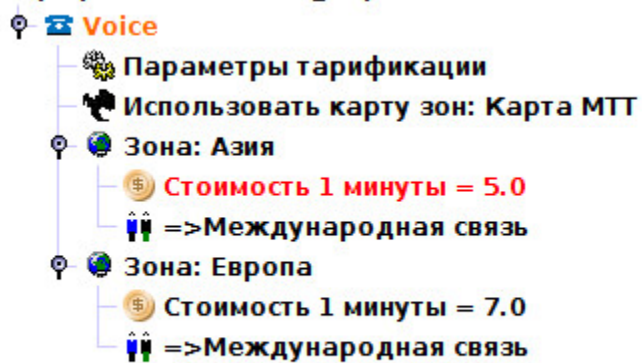 Voice
Параметры тарификации
Использовать карту зон: Карта МТТ
Зона: Азия
Стоимость 1 минуты = 5.0
=>Международная связь
Зона: Европа
Стоимость 1 минуты = 7.0
=>Международная связь